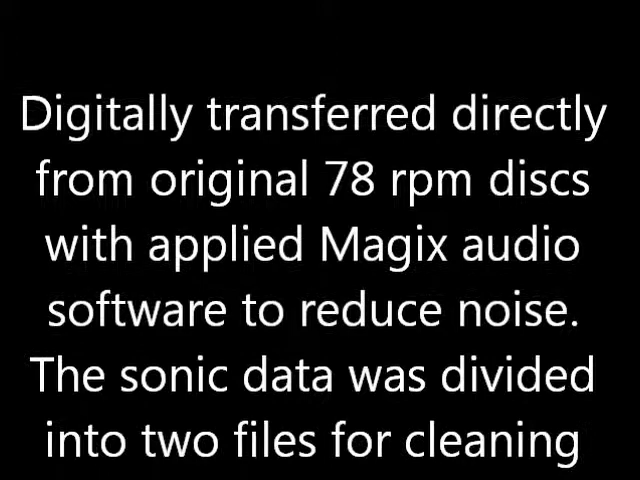 Digitally transferred directly
from original 78 rpm discs
with applied Magix audio
software to reduce noise.
The sonic data was divided
into two files for cleaning